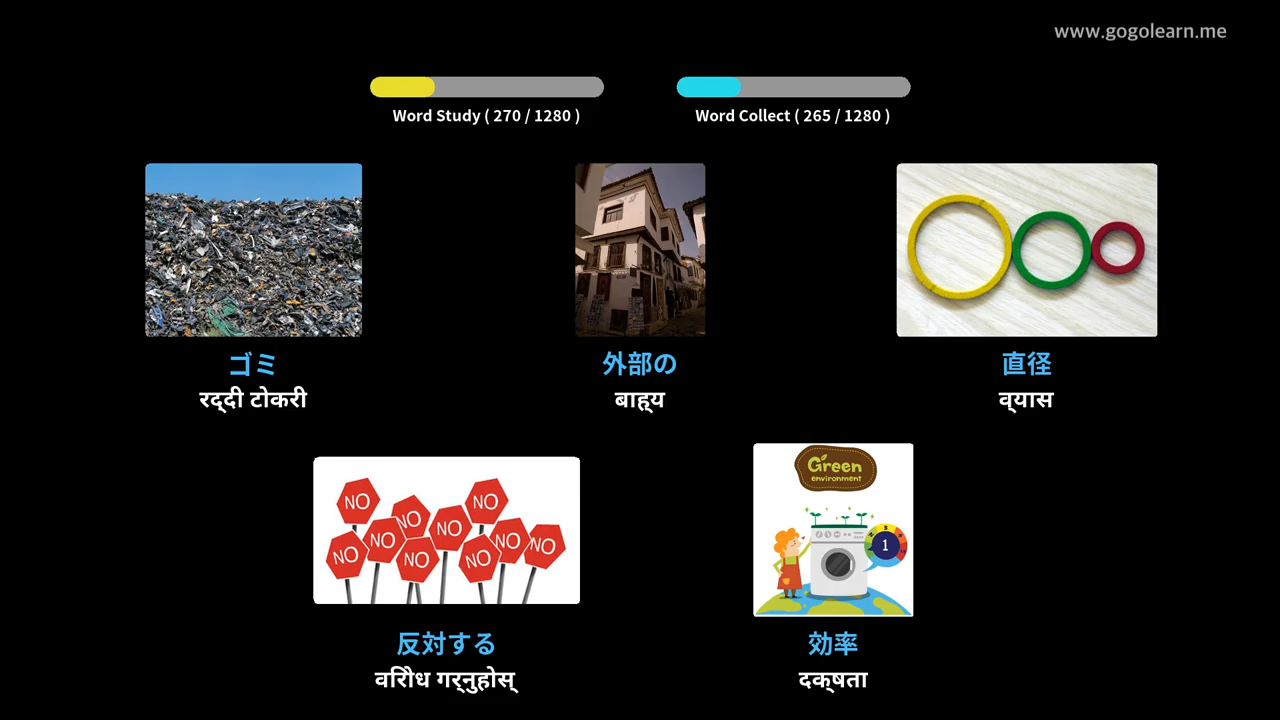 www.gogolearn.me
Word Study ( 270 / 1280 )
Word Collect ( 265 / 1280 )
ゴミ
रद्‌दी टोकरी
外部の
बाह्‌य
直径
व्‌यास
NO
NO
NO
NO
NO
NO
NO
NO
NO
NO
Green
environment
1
反対する
विरोध गर्‌नुहोस्
効率
दक्‌षता